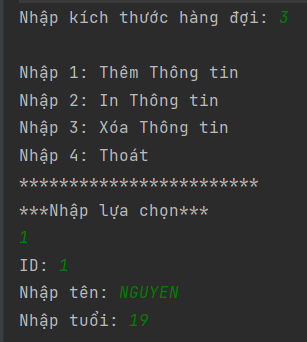 Nhập kích thước hàng đợi: 3
Nhập 1: Thêm Thông tin
Nhập 2: In Thông tin
Nhập 3: Xóa Thông tin
Nhập 4: Thoát
************************
***Nhập lựa chọn***
1
ID: 1
Nhập tên: NGUYEN
Nhập tuổi: 19